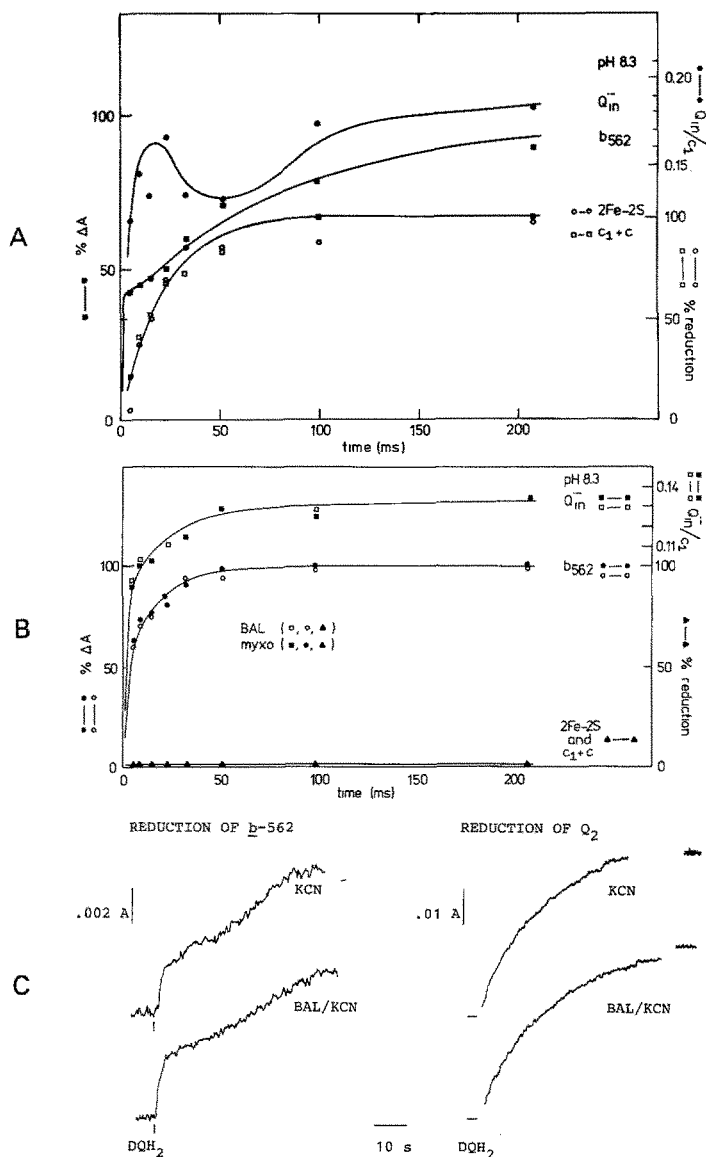 A
pH 8.3
0.20
Q̇in/c1
100
Q̇in
b562
0.15
% ΔA
2Fe-2S
c1+c
100
50
50
% reduction
0
0
0
50
100
150
200
time (ms)
B
pH 8.3
Q̇in
0.14
Q̇in/c1
0.11
100
b562
100
% ΔA
BAL
myxo
50
50
% reduction
2Fe-2S
and
c1+c
0
0
0
50
100
150
200
time (ms)
C
REDUCTION OF b-562
REDUCTION OF Q2
.002 A
KCN
.01 A
KCN
BAL/KCN
BAL/KCN
DQH2
10 s
DQH2